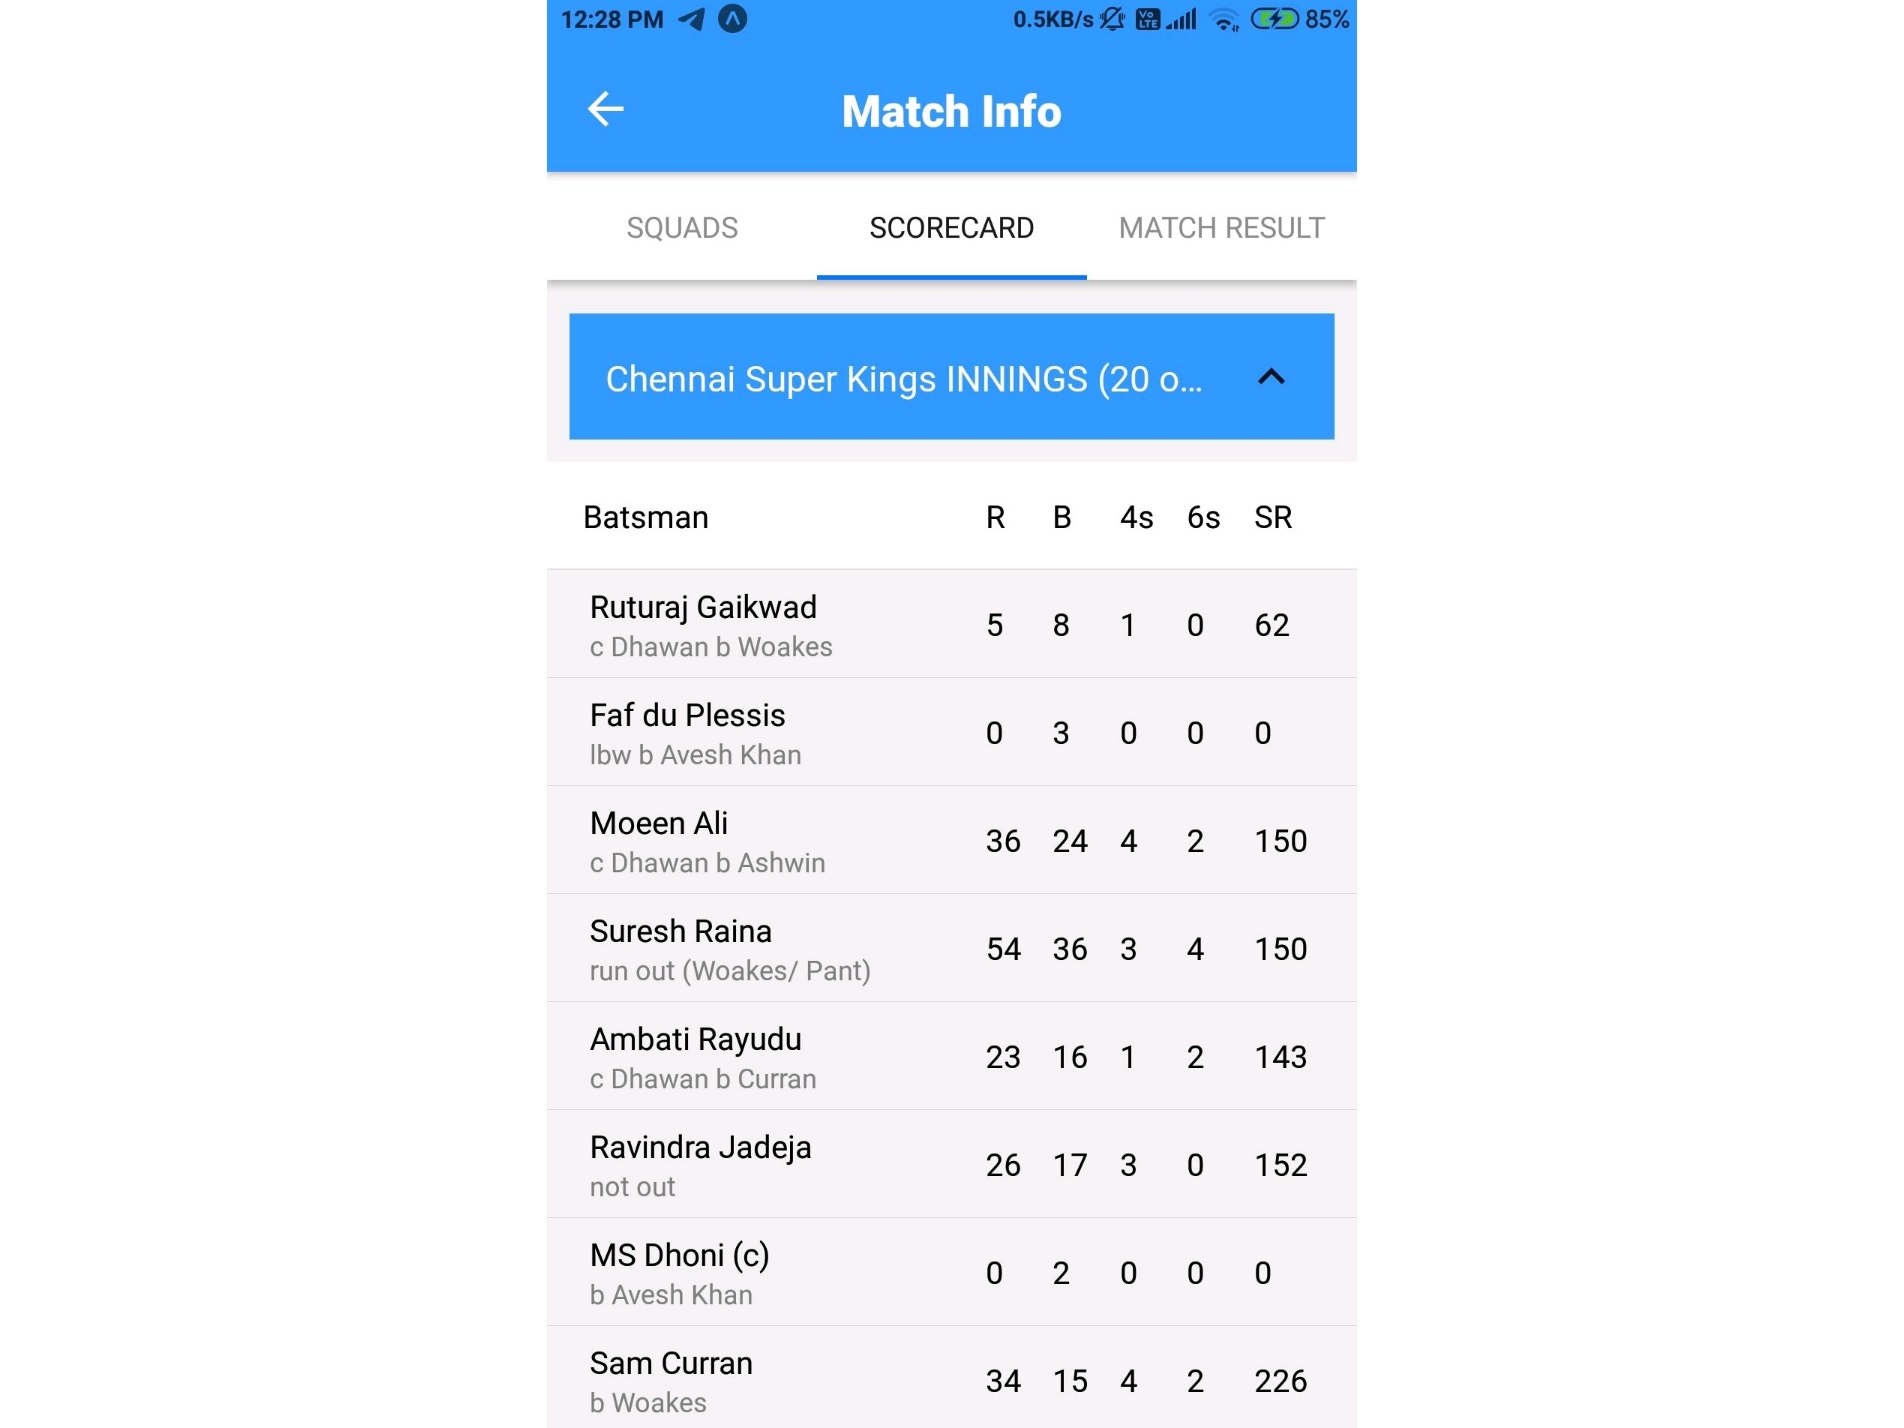 12:28 PM 0.5KB/s Vo LTE 85%
Match Info
SQUADS SCORECARD MATCH RESULT
Chennai Super Kings INNINGS (20 o...
Batsman R B 4s 6s SR
Ruturaj Gaikwad 5 8 1 0 62
c Dhawan b Woakes
Faf du Plessis 0 3 0 0 0
lbw b Avesh Khan
Moeen Ali 36 24 4 2 150
c Dhawan b Ashwin
Suresh Raina 54 36 3 4 150
run out (Woakes/ Pant)
Ambati Rayudu 23 16 1 2 143
c Dhawan b Curran
Ravindra Jadeja 26 17 3 0 152
not out
MS Dhoni (c) 0 2 0 0 0
b Avesh Khan
Sam Curran 34 15 4 2 226
b Woakes